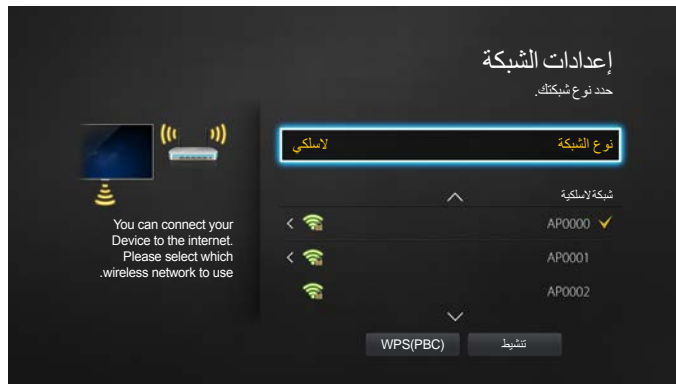 إعدادات الشبكة
حدد نوع شبكتك.
نوع الشبكة لاسلكي
شبكة لاسلكية
AP0000
AP0001
AP0002
تنشيط WPS(PBC)
You can connect your
Device to the internet.
Please select which
.wireless network to use